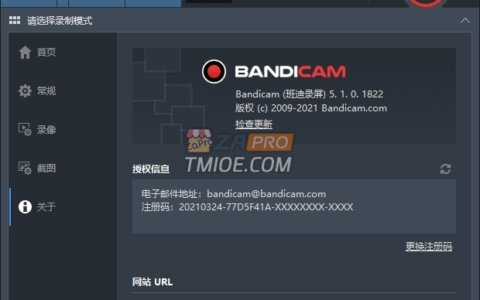 请选择录制模式
首页
BANDICAM
常规
Bandicam (班迪录屏) 5. 1. 0. 1822
版权 (c) 2009-2021 Bandicam.com
检查更新
录像
ZAPRO
TMIOE.COM
截图
授权信息
电子邮件地址：bandicam@bandicam.com
注册码：20210324-77D5F41A-XXXXXXXX-XXXX
关于
更换注册码
网站 URL